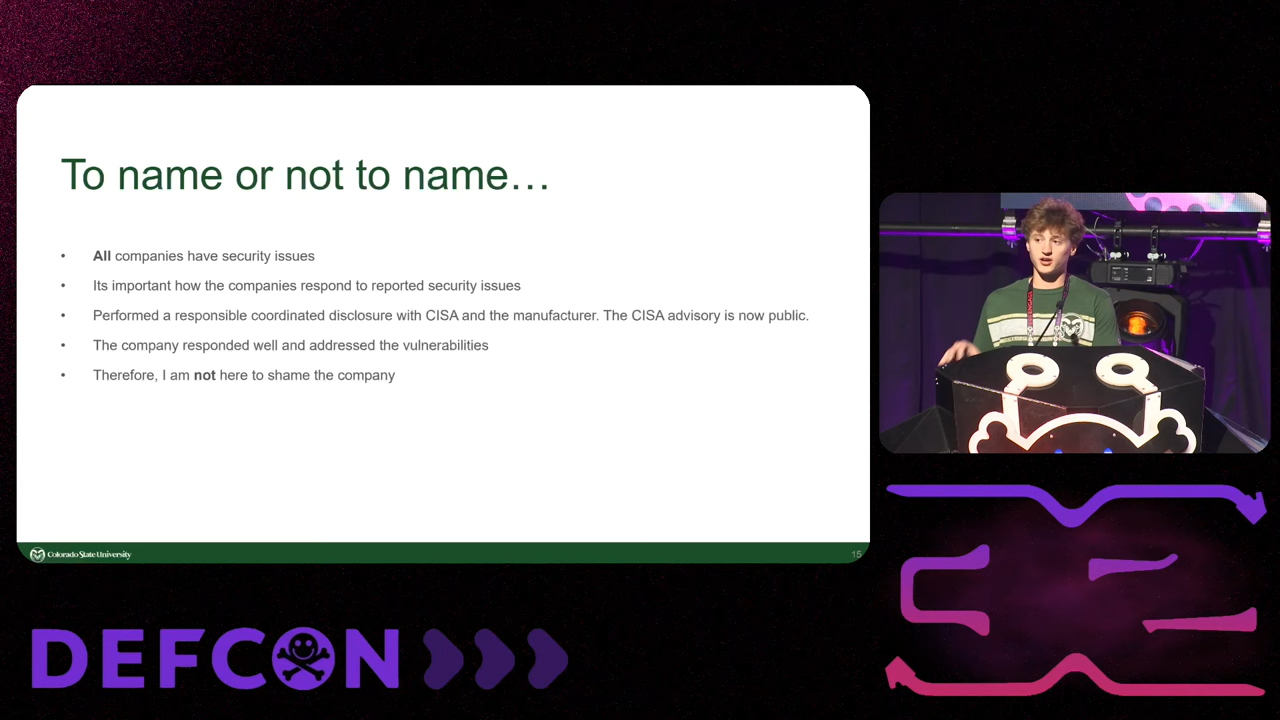 To name or not to name…
• All companies have security issues
• Its important how the companies respond to reported security issues
• Performed a responsible coordinated disclosure with CISA and the manufacturer. The CISA advisory is now public.
• The company responded well and addressed the vulnerabilities
• Therefore, I am not here to shame the company
Colorado State University
15
DEFCON